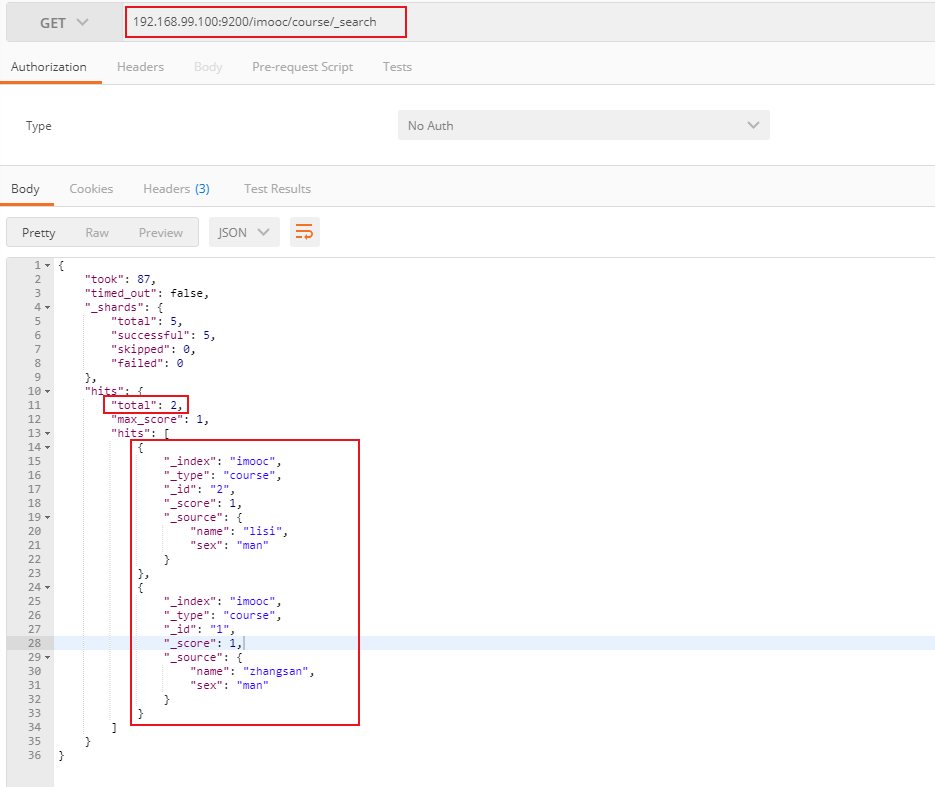 GET 192.168.99.100:9200/imooc/course/_search
Authorization Headers Body Pre-request Script Tests
Type No Auth
Body Cookies Headers (3) Test Results
Pretty Raw Preview JSON
1 {
2 "took": 87,
3 "timed_out": false,
4 "_shards": {
5 "total": 5,
6 "successful": 5,
7 "skipped": 0,
8 "failed": 0
9 },
10 "hits": {
11 "total": 2,
12 "max_score": 1,
13 "hits": [
14 {
15 "_index": "imooc",
16 "_type": "course",
17 "_id": "2",
18 "_score": 1,
19 "_source": {
20 "name": "lisi",
21 "sex": "man"
22 }
23 },
24 {
25 "_index": "imooc",
26 "_type": "course",
27 "_id": "1",
28 "_score": 1,
29 "_source": {
30 "name": "zhangsan",
31 "sex": "man"
32 }
33 }
34 ]
35 }
36 }